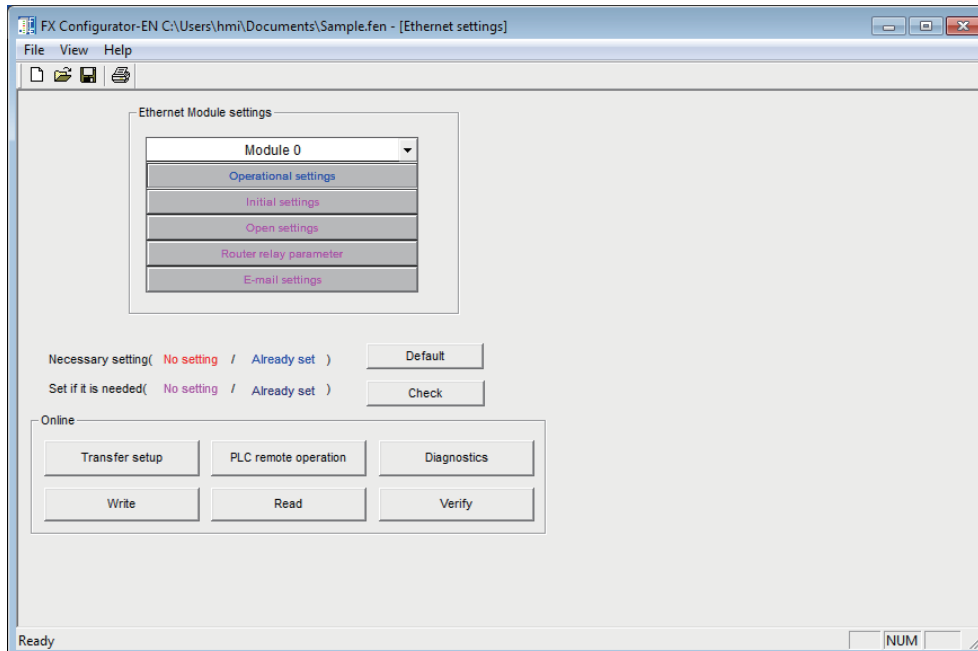 FX Configurator-EN C:\Users\hmi\Documents\Sample.fen - [Ethernet settings]
File View Help
Ethernet Module settings
Module 0
Operational settings
Initial settings
Open settings
Router relay parameter
E-mail settings
Necessary setting( No setting / Already set )
Default
Set if it is needed( No setting / Already set )
Check
Online
Transfer setup
PLC remote operation
Diagnostics
Write
Read
Verify
Ready
NUM